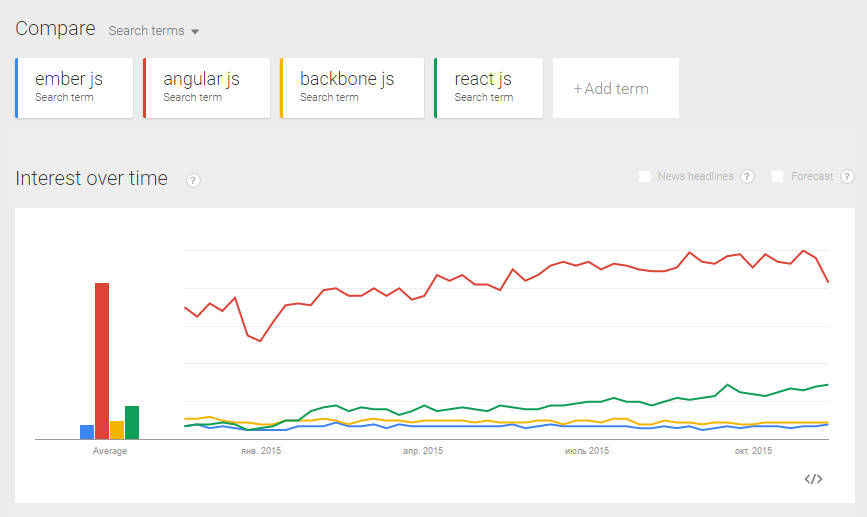 Compare Search terms
ember js
Search term
angular js
Search term
backbone js
Search term
react js
Search term
+ Add term
Interest over time ?
News headlines ?
Forecast ?
Average
янв. 2015
апр. 2015
июль 2015
окт. 2015
</>